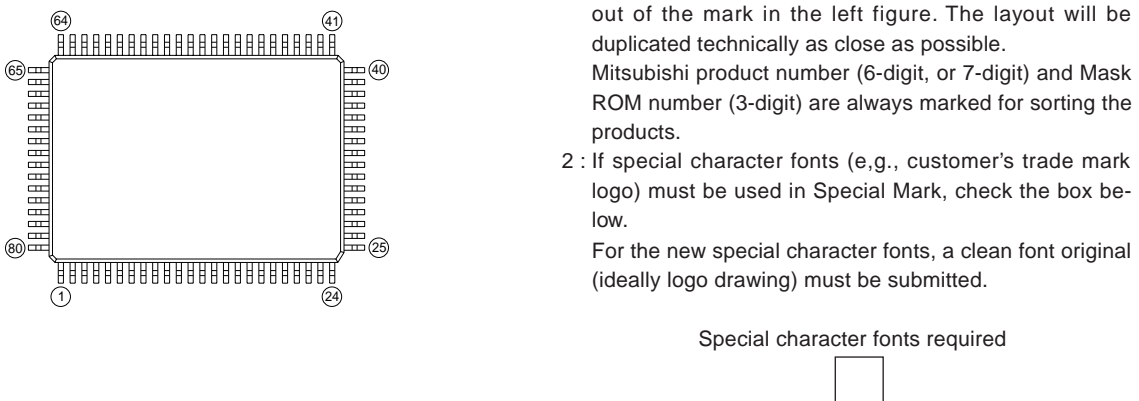 64
41
65
40
80
25
1
24
out of the mark in the left figure. The layout will be
duplicated technically as close as possible.
Mitsubishi product number (6-digit, or 7-digit) and Mask
ROM number (3-digit) are always marked for sorting the
products.
2 : If special character fonts (e,g., customer's trade mark
logo) must be used in Special Mark, check the box be-
low.
For the new special character fonts, a clean font original
(ideally logo drawing) must be submitted.
Special character fonts required